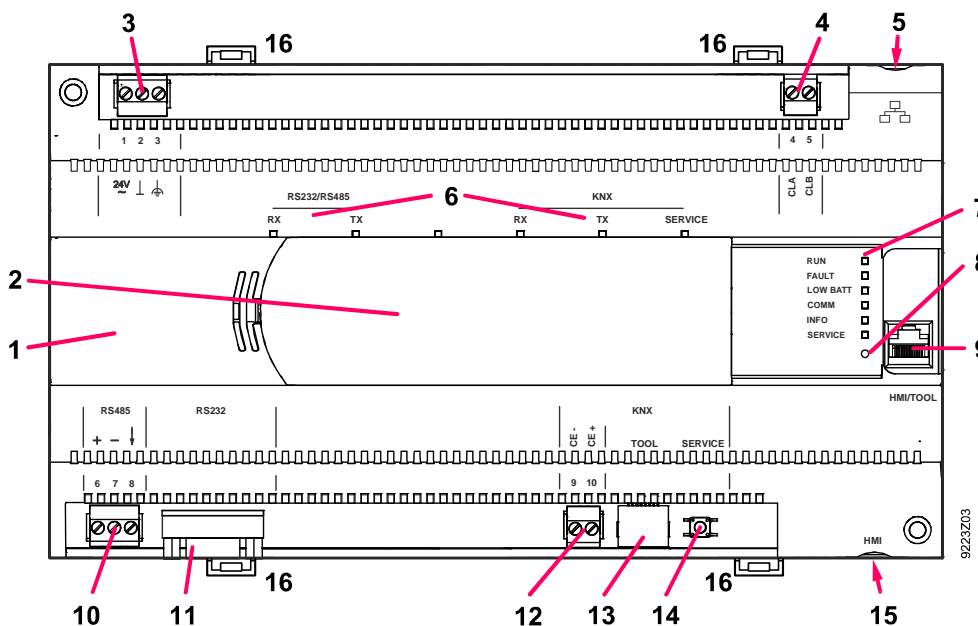 3 16 16 4 5
1 2 3 4 5
24V ~ ⊥
CLA
CLB
RS232/RS485 6 KNX
RX TX RX TX SERVICE
7
RUN
FAULT
LOW BATT
COMM
INFO
SERVICE
8
2
1
9
HMI/TOOL
RS485 RS232 KNX
+ − ↓ CE - CE + TOOL SERVICE
6 7 8 9 10
HMI
9223Z03
10 11 16 12 13 14 16 15